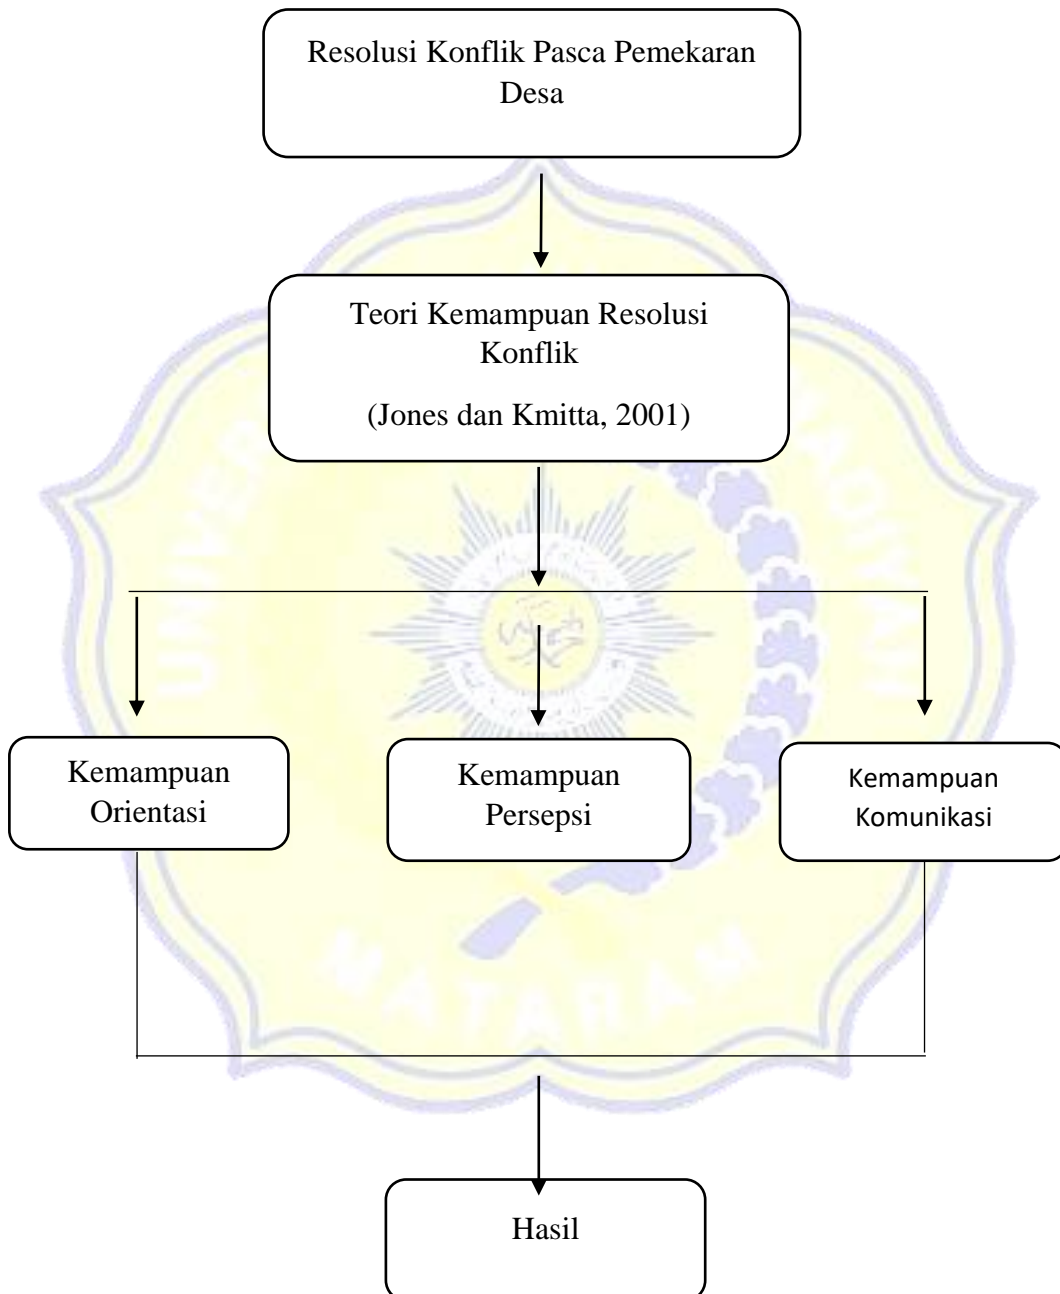 Resolusi Konflik Pasca Pemekaran
Desa
Teori Kemampuan Resolusi
Konflik
(Jones dan Kmitta, 2001)
Kemampuan
Orientasi
Kemampuan
Persepsi
Kemampuan
Komunikasi
MATARAM
Hasil